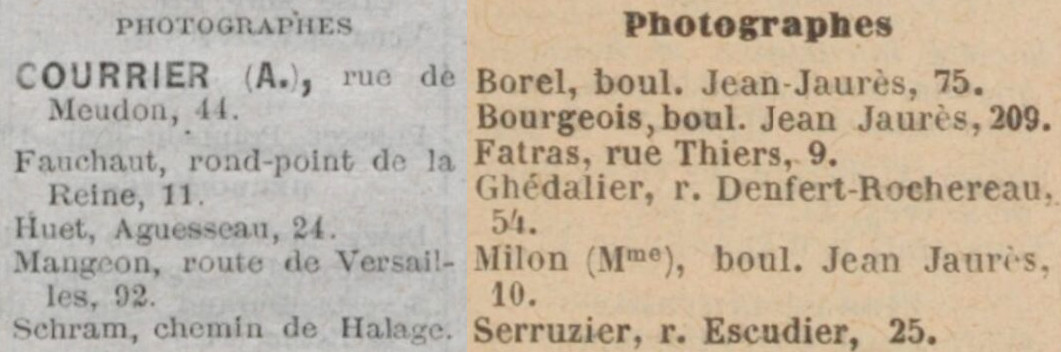 PHOTOGRAPHES
COURRIER (A.), rue de
Meudon, 44.
Fauchaut, rond-point de la
Reine, 11.
Huet, Aguesseau, 24.
Mangeon, route de Versail-
les, 92.
Schram, chemin de Halage.
Photographes
Borel, boul. Jean-Jaurès, 75.
Bourgeois, boul. Jean Jaurès, 209.
Fatras, rue Thiers, 9.
Ghédalier, r. Denfert-Rochereau,
54.
Milon (Mme), boul. Jean Jaurès,
10.
Serruzier, r. Escudier, 25.